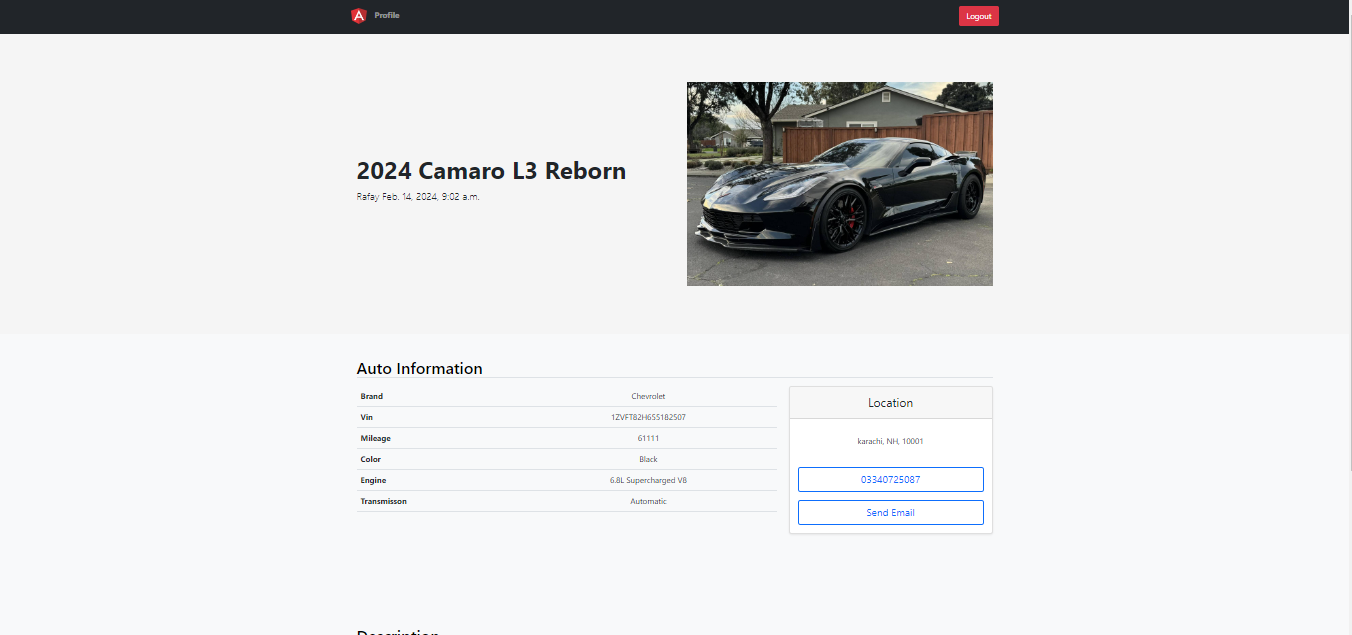 Profile
Logout
2024 Camaro L3 Reborn
Rafay Feb. 14, 2024, 9:02 a.m.
Auto Information
Brand Chevrolet
Vin 1ZVFT82H655182507
Mileage 61111
Color Black
Engine 6.8L Supercharged V8
Transmisson Automatic
Location
karachi, NH, 10001
03340725087
Send Email
Description